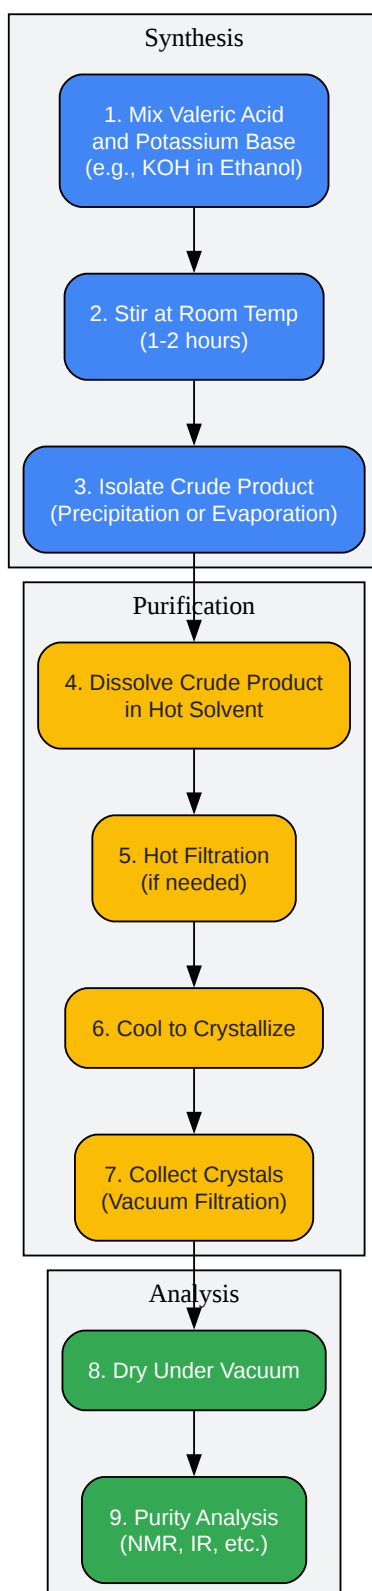 Synthesis
1. Mix Valeric Acid
and Potassium Base
(e.g., KOH in Ethanol)
2. Stir at Room Temp
(1-2 hours)
3. Isolate Crude Product
(Precipitation or Evaporation)
Purification
4. Dissolve Crude Product
in Hot Solvent
5. Hot Filtration
(if needed)
6. Cool to Crystallize
7. Collect Crystals
(Vacuum Filtration)
Analysis
8. Dry Under Vacuum
9. Purity Analysis
(NMR, IR, etc.)